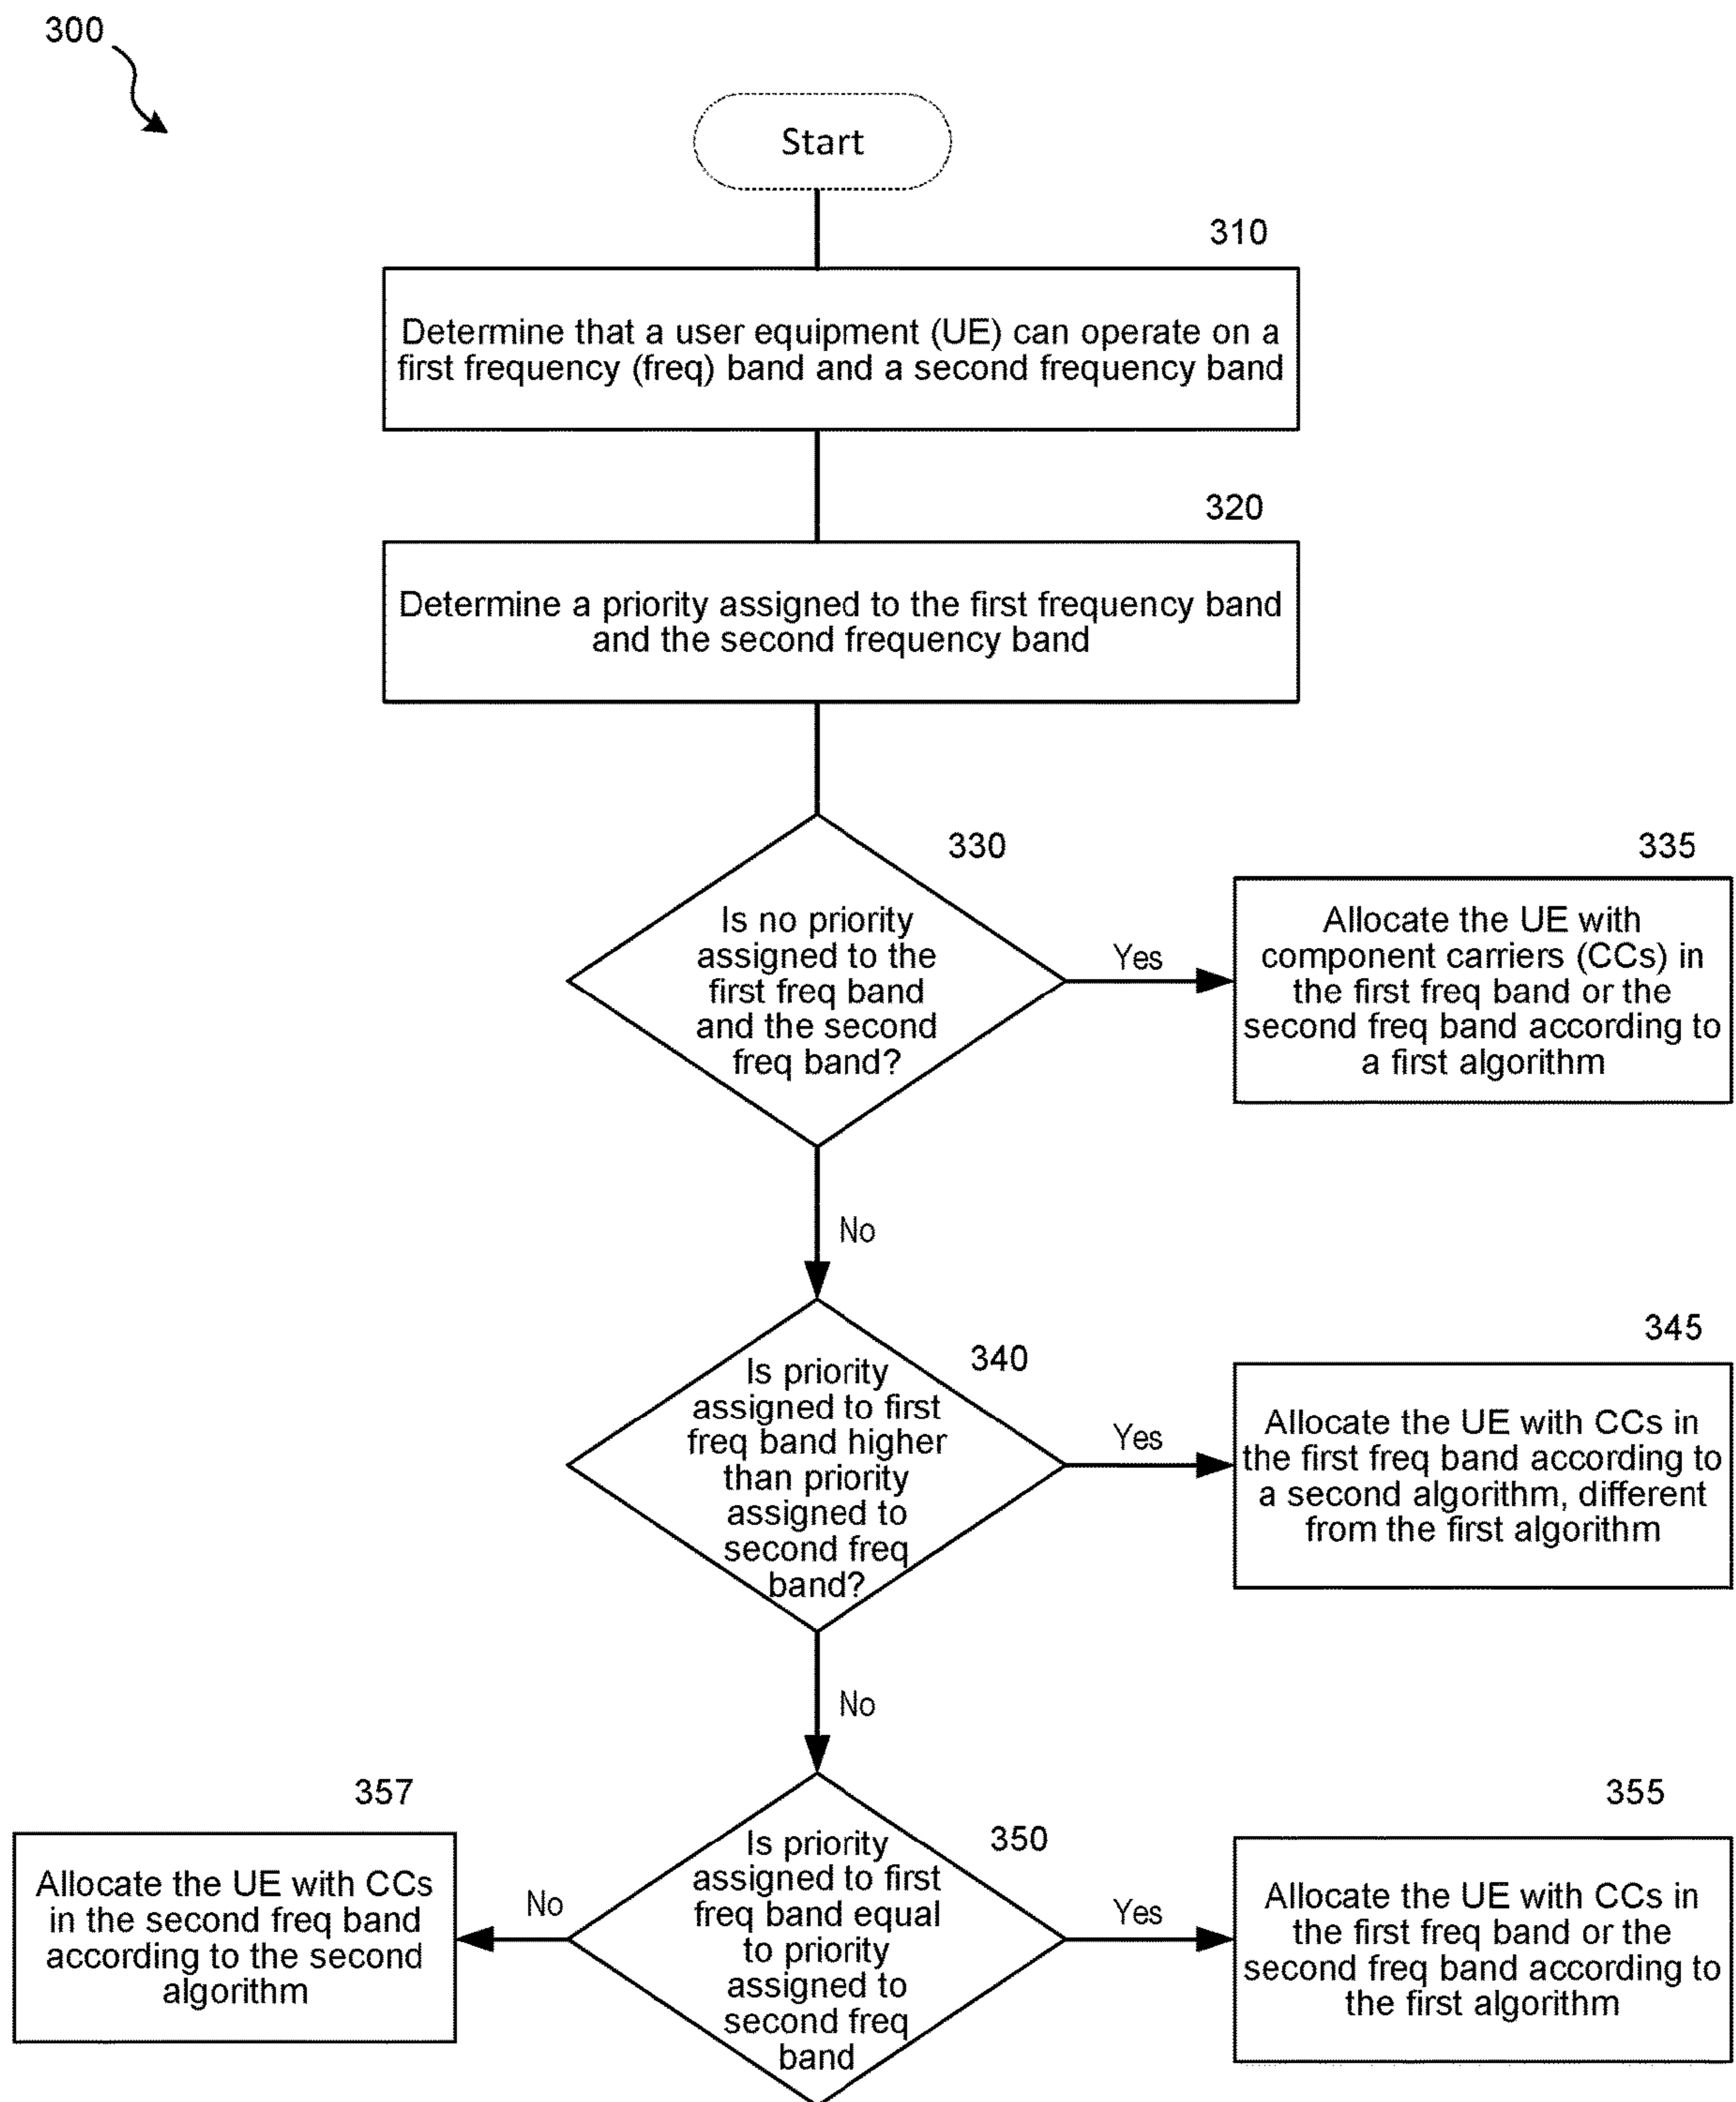 300
Start
310
Determine that a user equipment (UE) can operate on a
first frequency (freq) band and a second frequency band
320
Determine a priority assigned to the first frequency band
and the second frequency band
330
Is no priority
assigned to the
first freq band
and the second
freq band?
Yes
335
Allocate the UE with
component carriers (CCs) in
the first freq band or the
second freq band according to
a first algorithm
No
340
Is priority
assigned to first
freq band higher
than priority
assigned to
second freq
band?
Yes
345
Allocate the UE with CCs in
the first freq band according to
a second algorithm, different
from the first algorithm
No
350
Is priority
assigned to first
freq band equal
to priority
assigned to
second freq
band
No
357
Allocate the UE with CCs
in the second freq band
according to the second
algorithm
Yes
355
Allocate the UE with CCs in
the first freq band or the
second freq band according to
the first algorithm